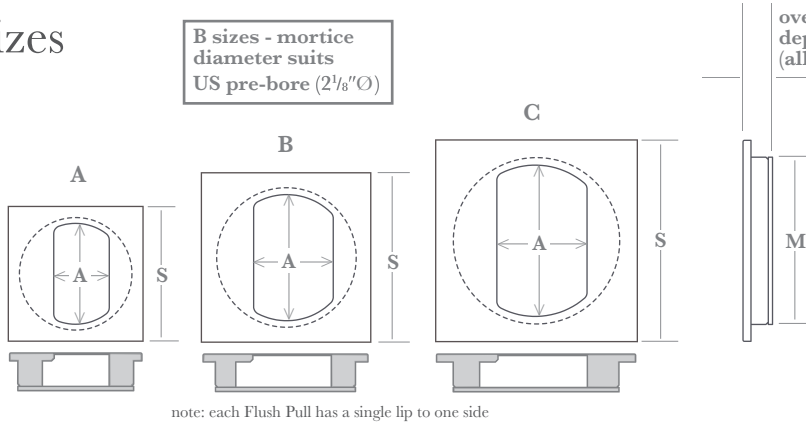 izes
B sizes - mortice
diameter suits
US pre-bore (2¹/₈"Ø)
ove
dep
(all
A
B
C
A
S
A
S
A
S
M
note: each Flush Pull has a single lip to one side